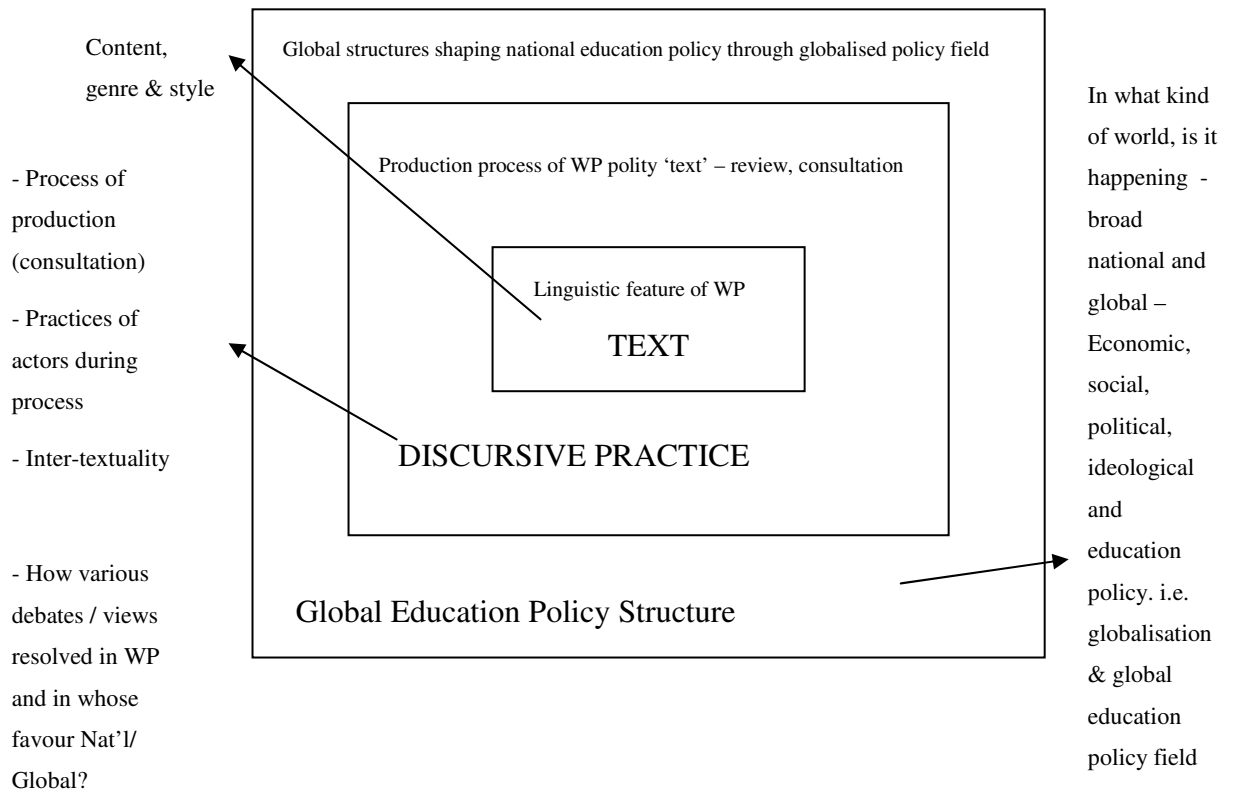 Content,
genre & style
- Process of
production
(consultation)
- Practices of
actors during
process
- Inter-textuality
- How various
debates / views
resolved in WP
and in whose
favour Nat'l/
Global?
Global structures shaping national education policy through globalised policy field
Production process of WP polity ‘text’ – review, consultation
Linguistic feature of WP
TEXT
DISCURSIVE PRACTICE
Global Education Policy Structure
In what kind
of world, is it
happening -
broad
national and
global –
Economic,
social,
political,
ideological
and
education
policy. i.e.
globalisation
& global
education
policy field